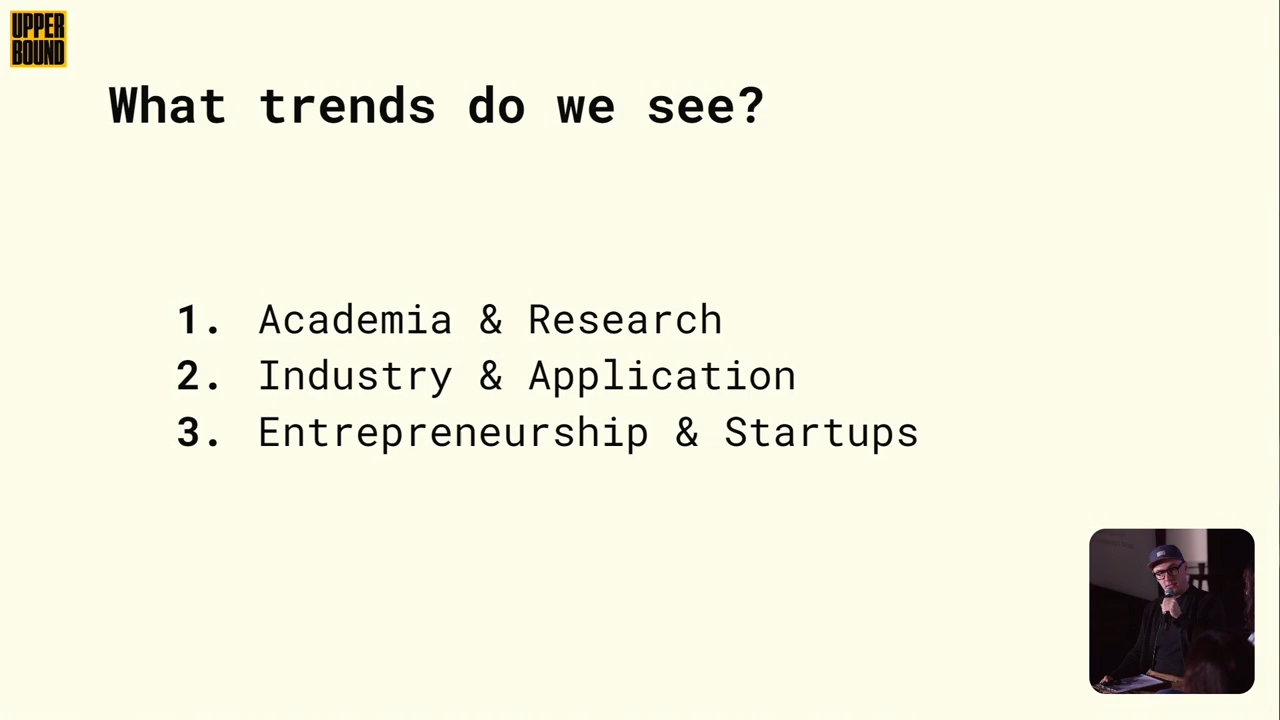 UPPER
BOUND
What trends do we see?
1. Academia & Research
2. Industry & Application
3. Entrepreneurship & Startups